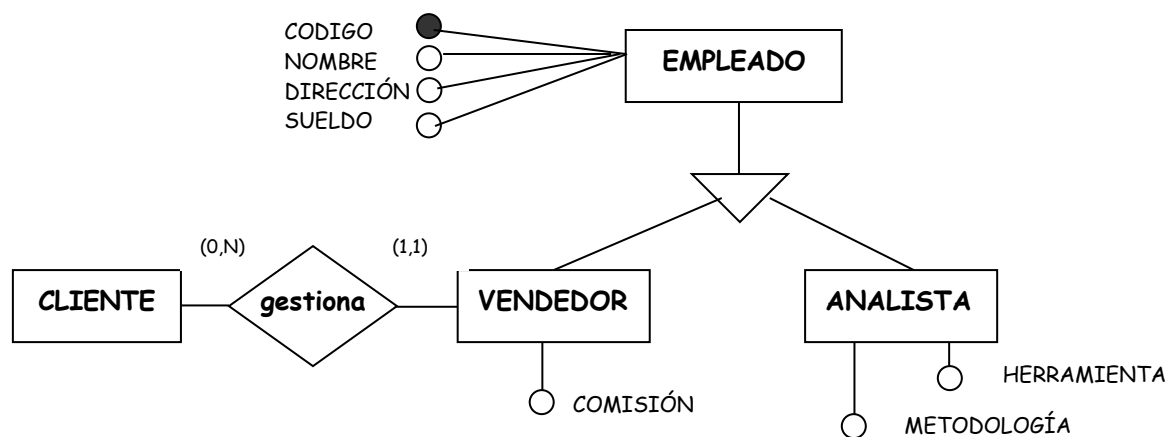 CODIGO
NOMBRE
DIRECCIÓN
SUELDO
EMPLEADO
(0,N)
(1,1)
CLIENTE
gestiona
VENDEDOR
ANALISTA
COMISIÓN
HERRAMIENTA
METODOLOGÍA